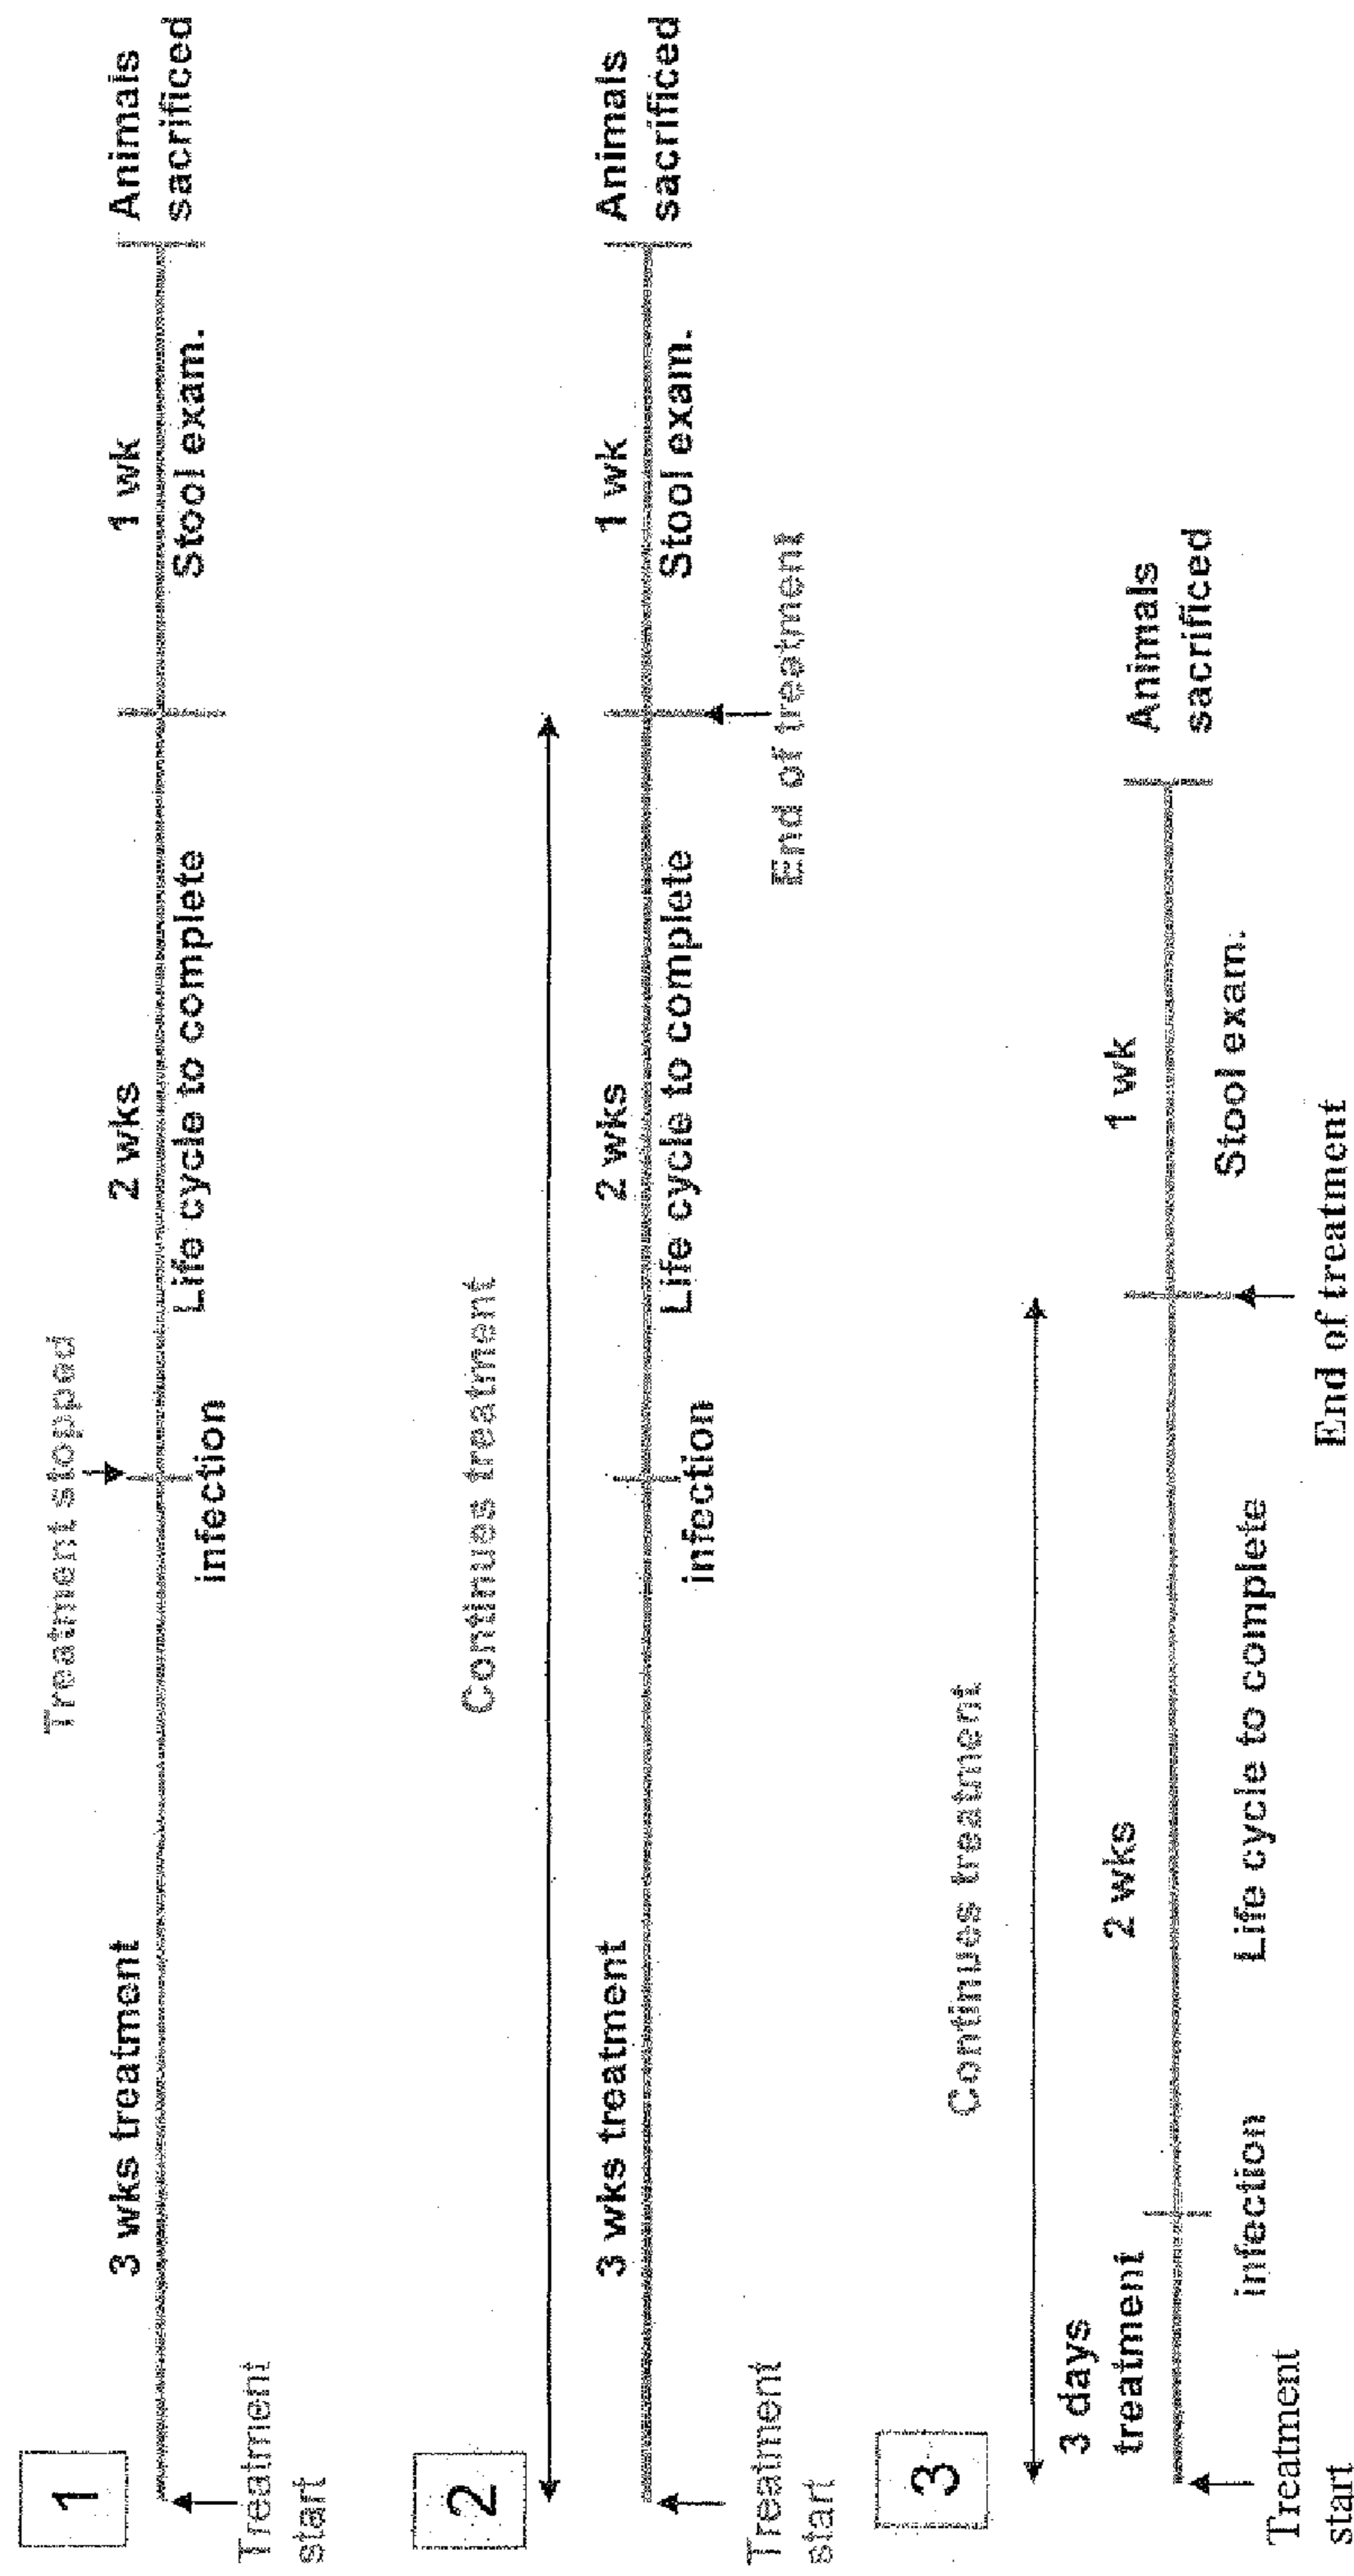 1
Treatment stopped
3 wks treatment
2 wks
1 wk
Animals
sacrificed
infection
Life cycle to complete
Stool exam.
Treatment
start
2
Continues treatment
3 wks treatment
2 wks
1 wk
Animals
sacrificed
infection
Life cycle to complete
Stool exam.
Treatment
start
End of treatment
3
Continues treatment
3 days
treatment
2 wks
1 wk
Animals
sacrificed
infection
Life cycle to complete
Stool exam.
Treatment
start
End of treatment